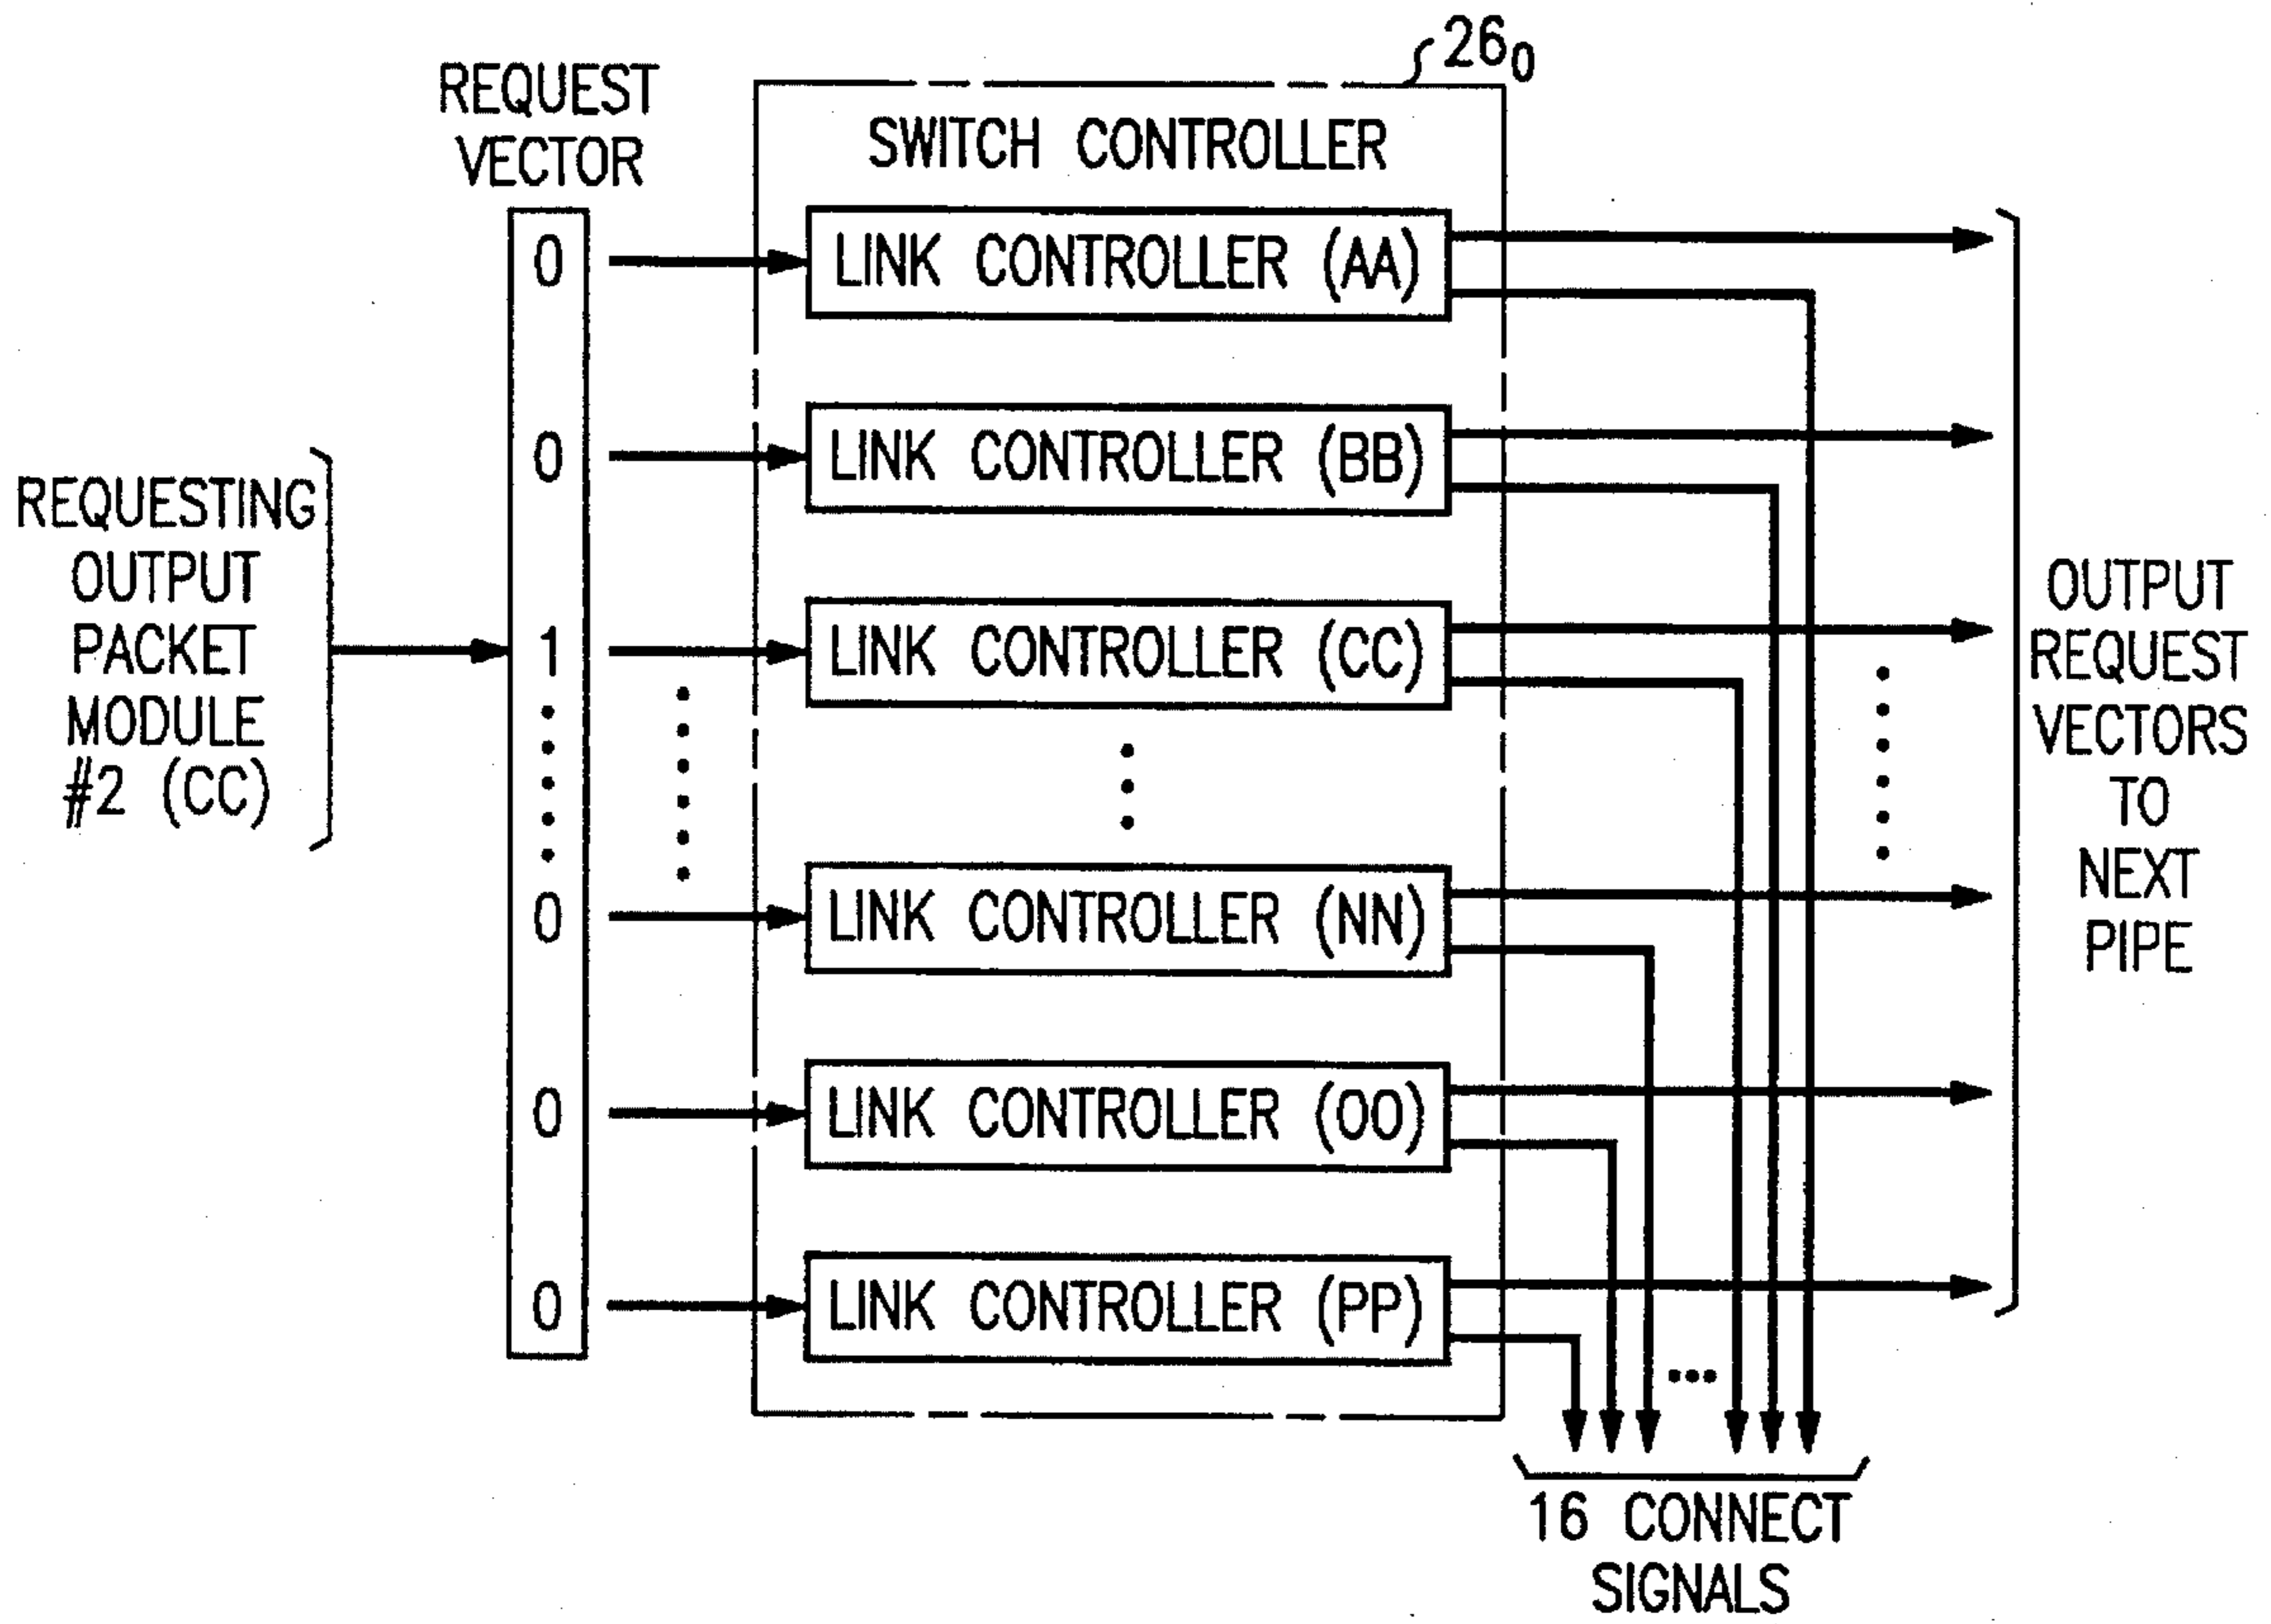 26₀
REQUEST
VECTOR
SWITCH CONTROLLER
0
LINK CONTROLLER (AA)
0
LINK CONTROLLER (BB)
REQUESTING
OUTPUT
PACKET
MODULE
#2 (CC)
1
LINK CONTROLLER (CC)
OUTPUT
REQUEST
VECTORS
TO
NEXT
PIPE
0
LINK CONTROLLER (NN)
0
LINK CONTROLLER (OO)
0
LINK CONTROLLER (PP)
16 CONNECT
SIGNALS